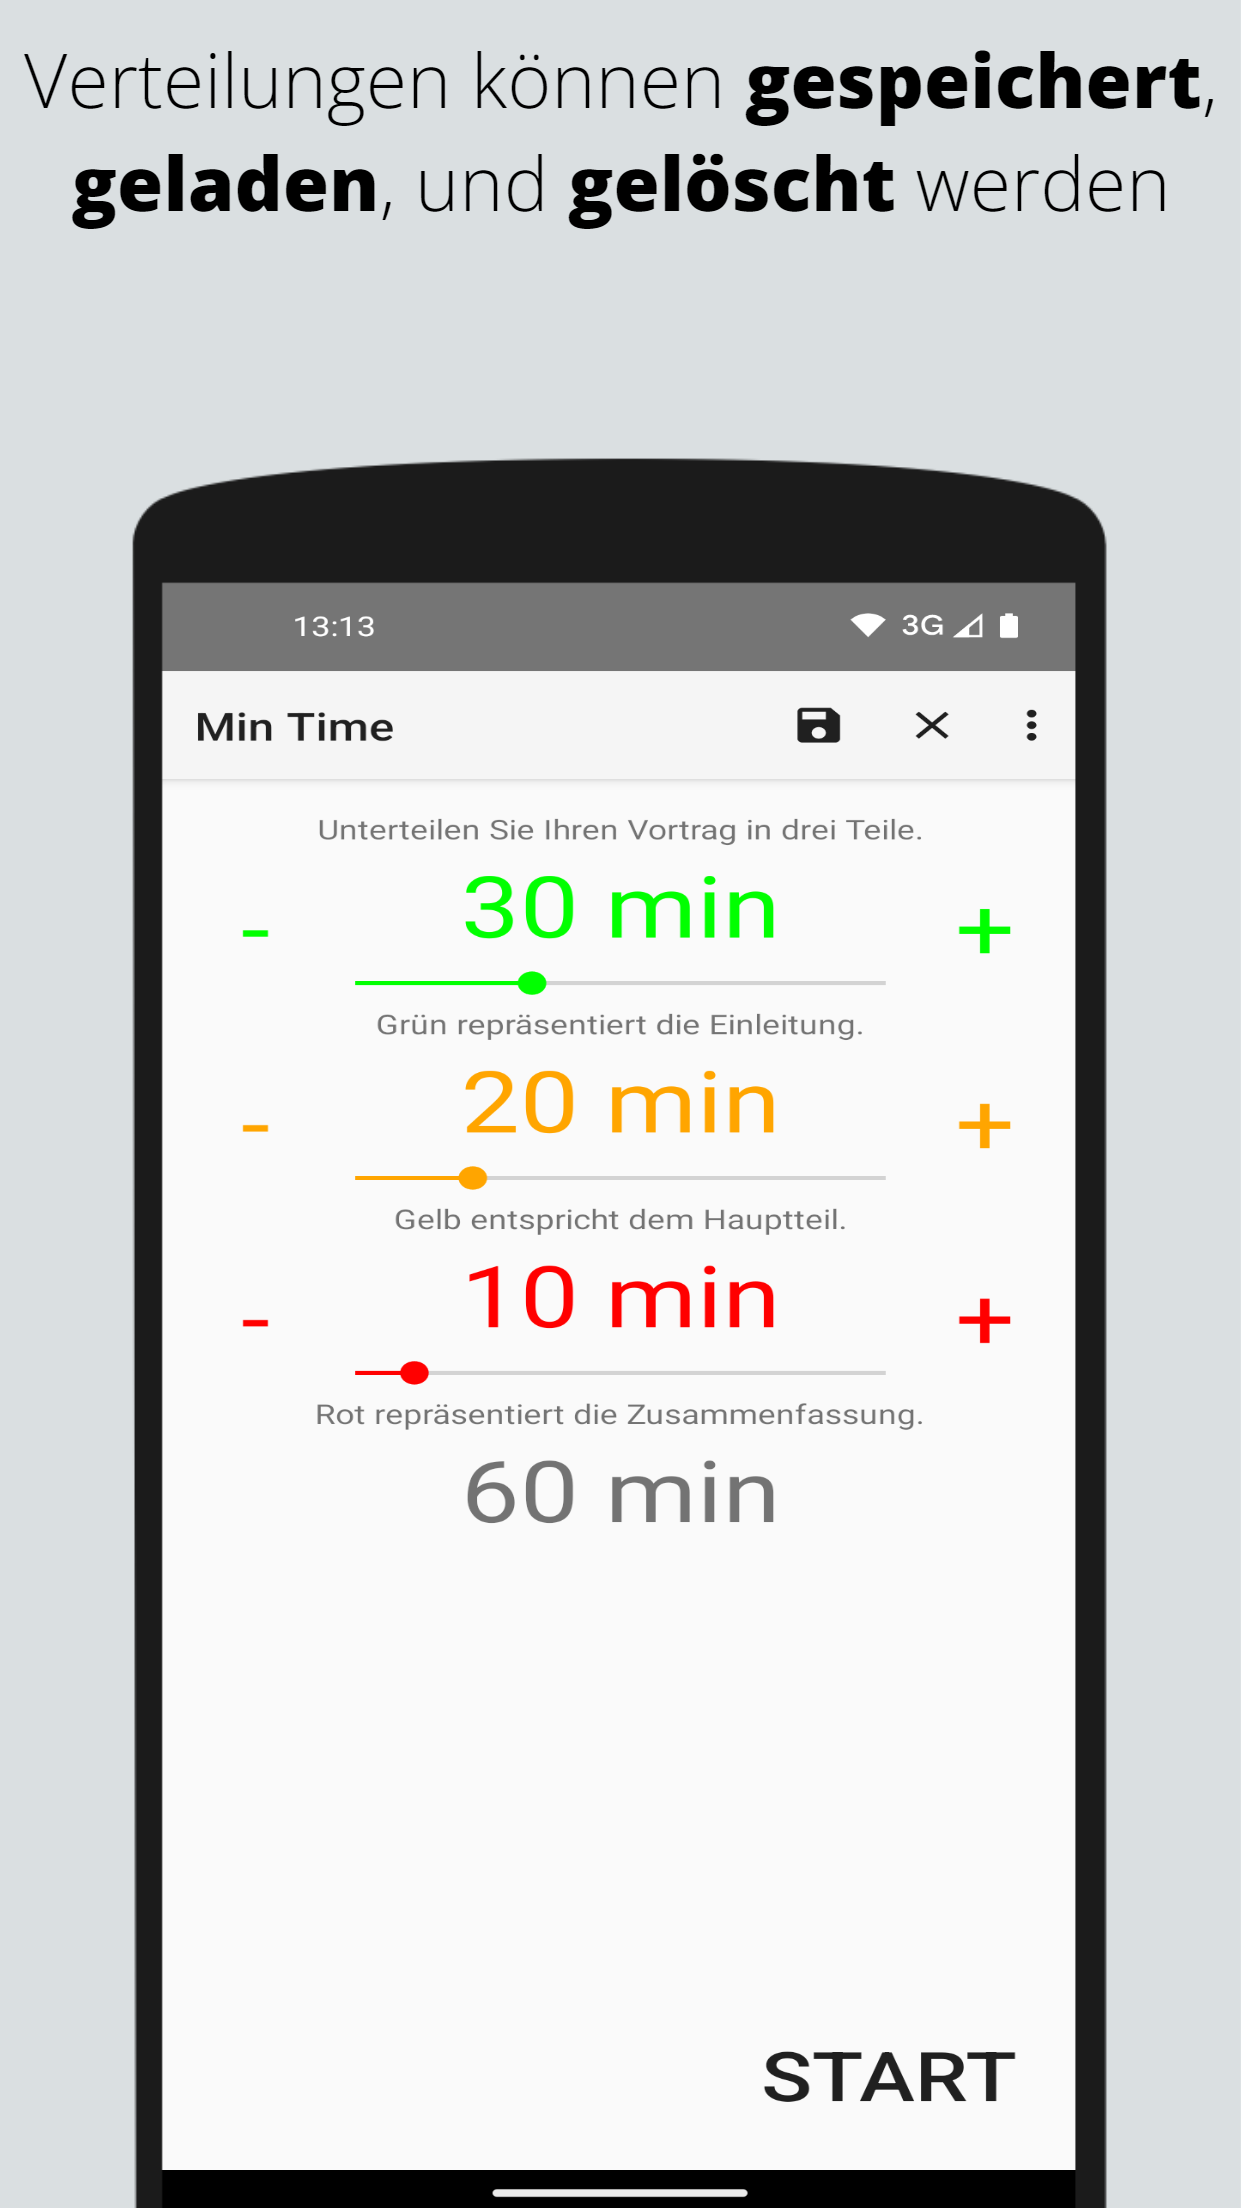 Verteilungen können gespeichert,
geladen, und gelöscht werden
13:13 3G
Min Time
Unterteilen Sie Ihren Vortrag in drei Teile.
- 30 min +
Grün repräsentiert die Einleitung.
- 20 min +
Gelb entspricht dem Hauptteil.
- 10 min +
Rot repräsentiert die Zusammenfassung.
60 min
START